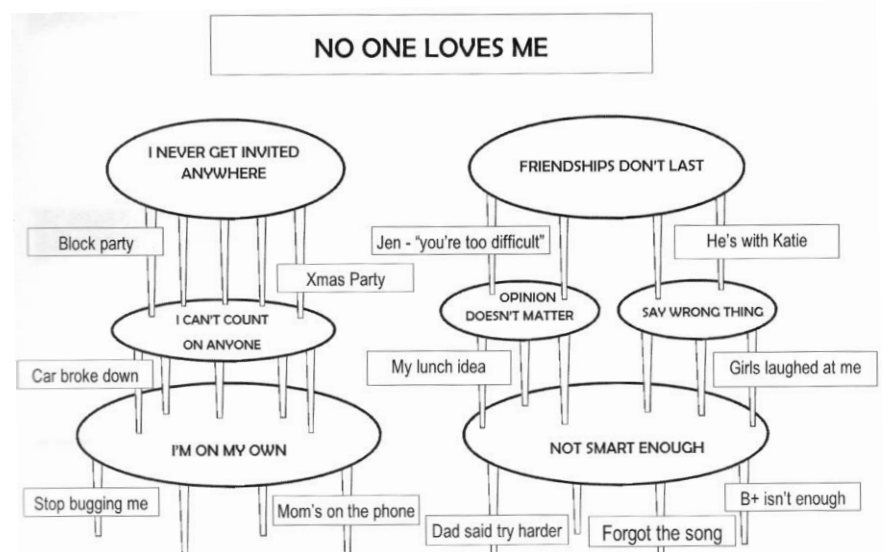 NO ONE LOVES ME
I NEVER GET INVITED
ANYWHERE
FRIENDSHIPS DON'T LAST
Block party
Jen - "you're too difficult"
He's with Katie
Xmas Party
OPINION
DOESN'T MATTER
SAY WRONG THING
I CAN'T COUNT
ON ANYONE
Car broke down
My lunch idea
Girls laughed at me
I'M ON MY OWN
NOT SMART ENOUGH
Stop bugging me
Mom's on the phone
Dad said try harder
Forgot the song
B+ isn't enough